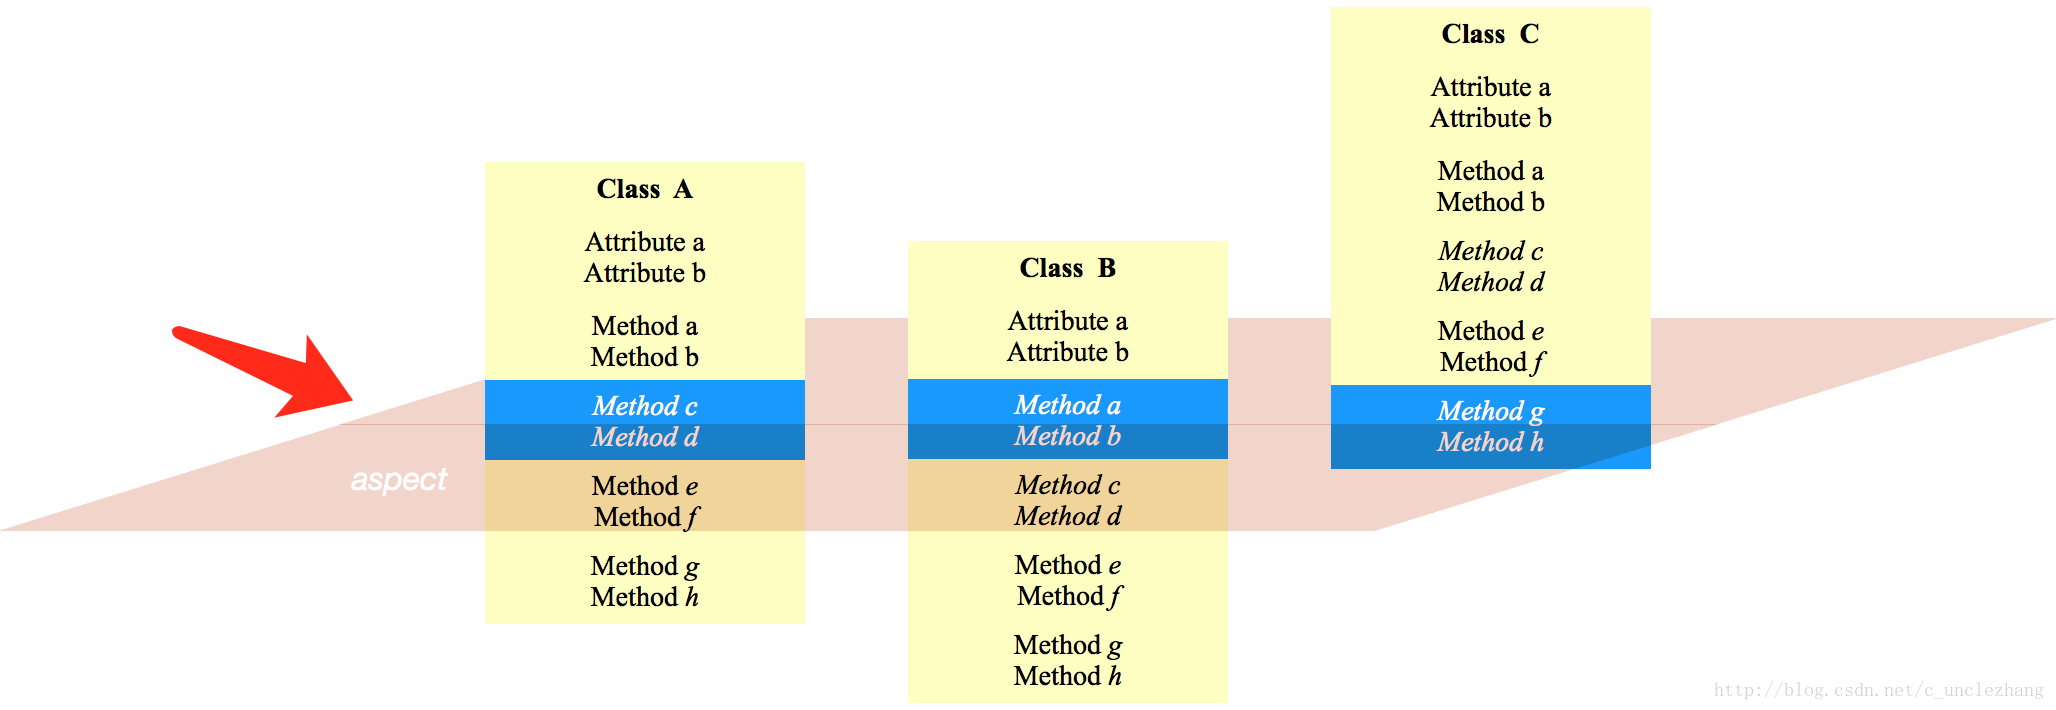 Class A
Attribute a
Attribute b
Method a
Method b
Method c
Method d
Method e
Method f
Method g
Method h
Class B
Attribute a
Attribute b
Method a
Method b
Method c
Method d
Method e
Method f
Method g
Method h
Class C
Attribute a
Attribute b
Method a
Method b
Method c
Method d
Method e
Method f
Method g
Method h
aspect
http://blog.csdn.net/c_unclezhang